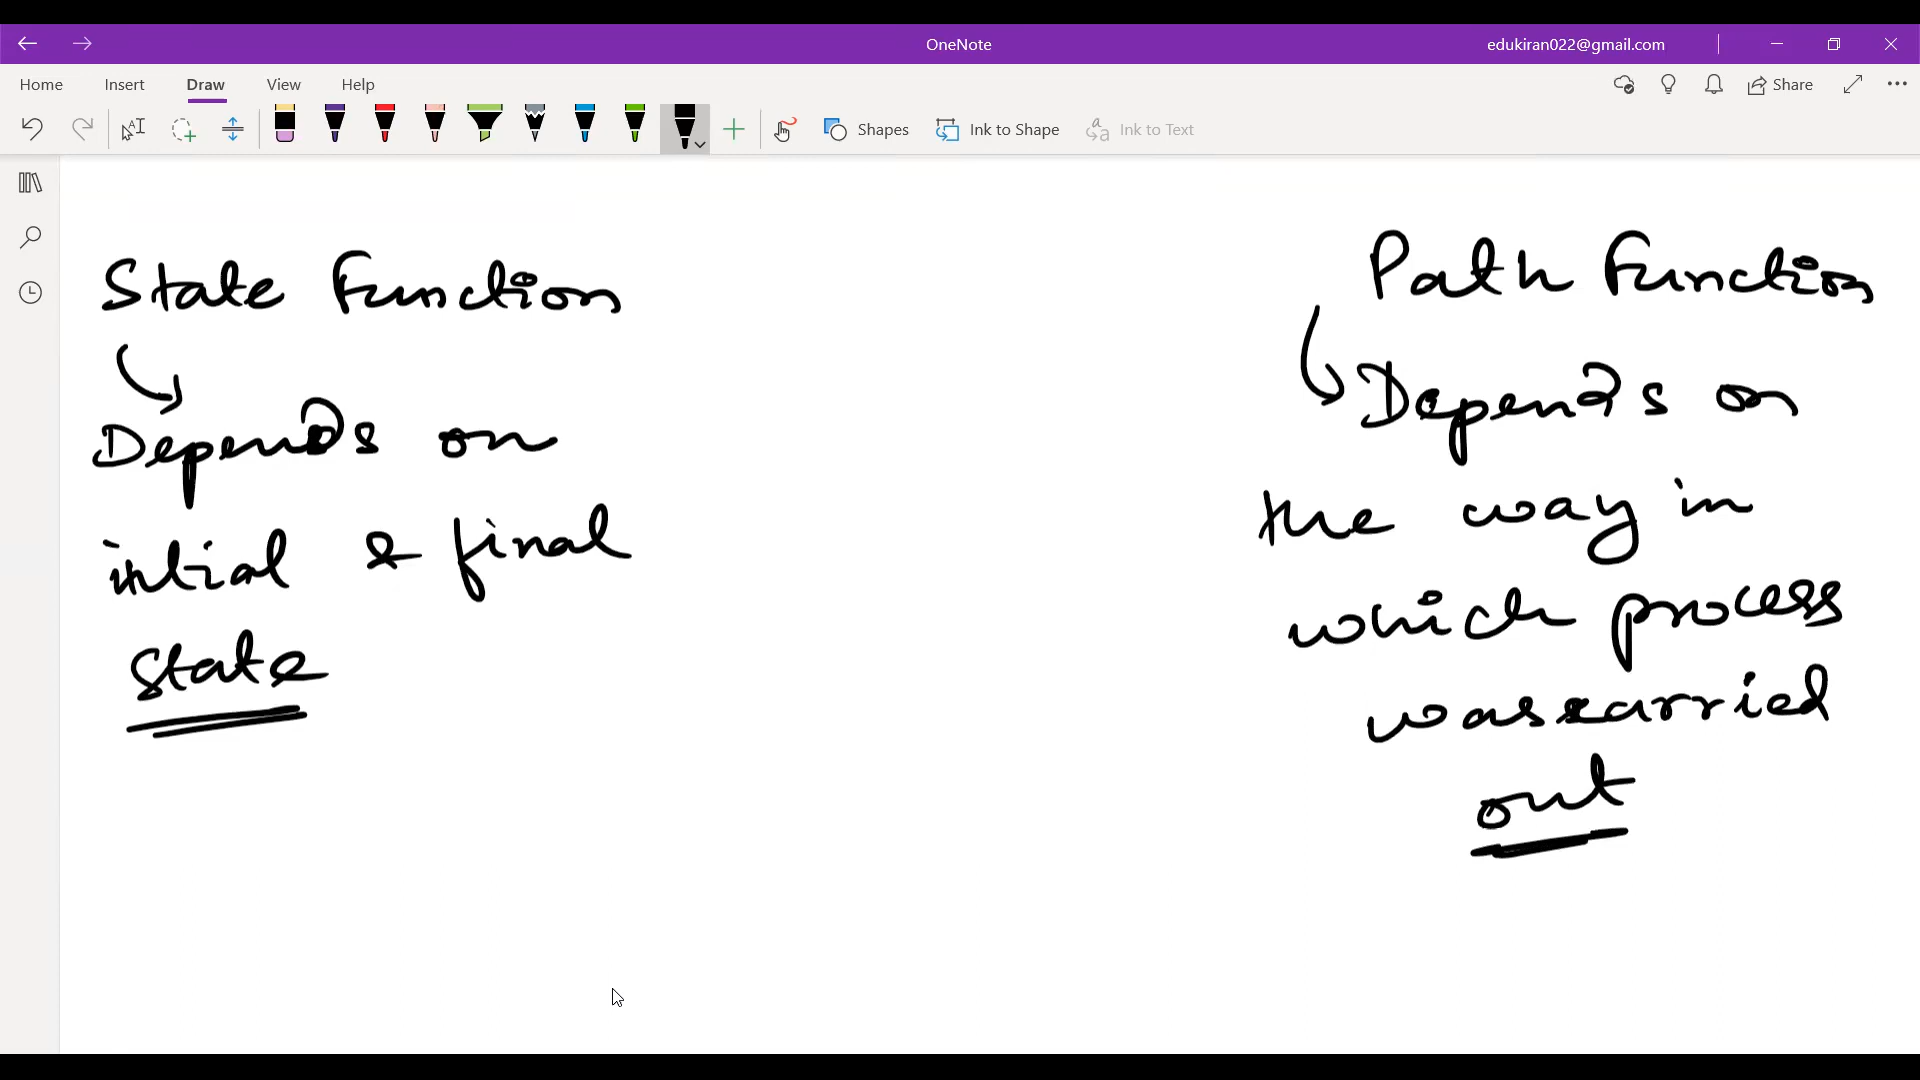 OneNote
edukiran022@gmail.com
Home Insert Draw View Help
Share
Shapes Ink to Shape Ink to Text
State Function
Depends on
intial & final
state
Path Function
Depends on
the way in
which process
was carried
out